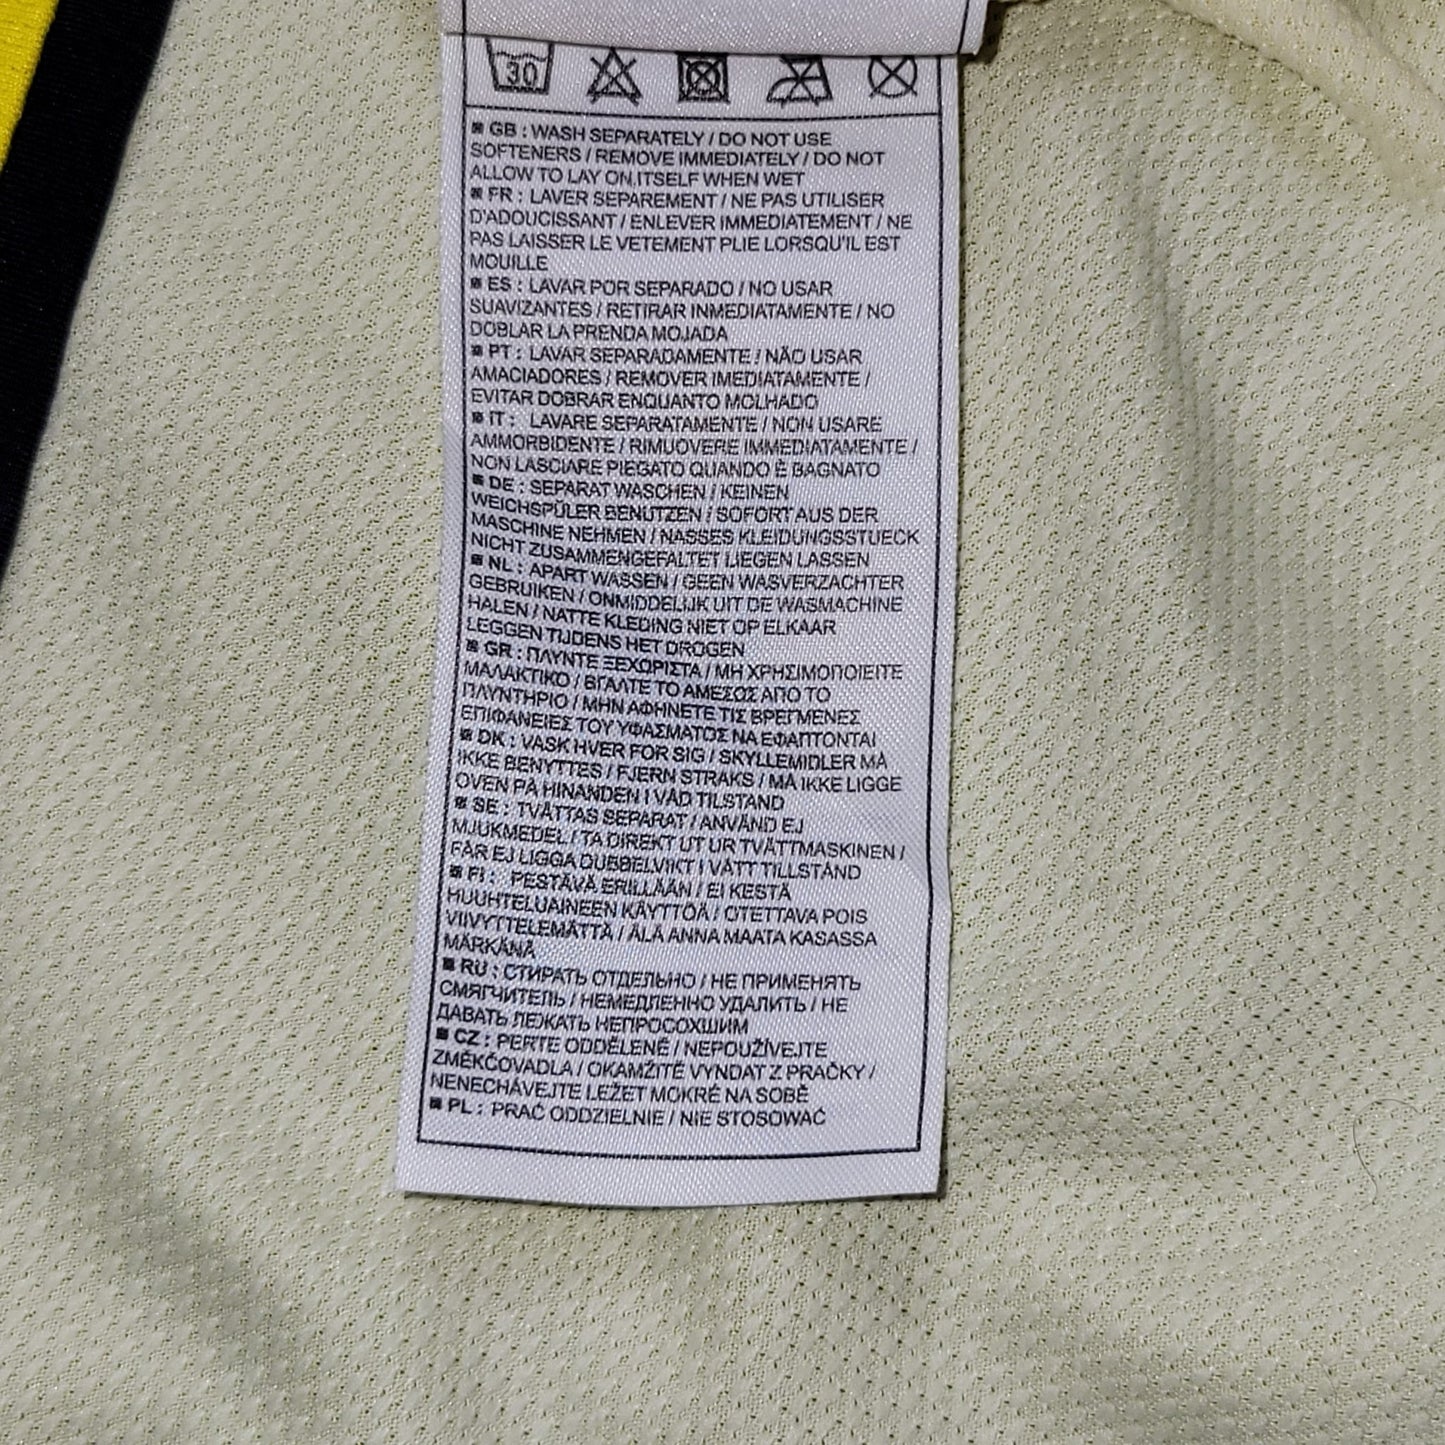 30
■ GB : WASH SEPARATELY / DO NOT USE
SOFTENERS / REMOVE IMMEDIATELY / DO NOT
ALLOW TO LAY ON ITSELF WHEN WET
■ FR : LAVER SEPAREMENT / NE PAS UTILISER
D'ADOUCISSANT / ENLEVER IMMEDIATEMENT / NE
PAS LAISSER LE VETEMENT PLIE LORSQU'IL EST
MOUILLE
■ ES : LAVAR POR SEPARADO / NO USAR
SUAVIZANTES / RETIRAR INMEDIATAMENTE / NO
DOBLAR LA PRENDA MOJADA
■ PT : LAVAR SEPARADAMENTE / NÃO USAR
AMACIADORES / REMOVER IMEDIATAMENTE /
EVITAR DOBRAR ENQUANTO MOLHADO
■ IT : LAVARE SEPARATAMENTE / NON USARE
AMMORBIDENTE / RIMUOVERE IMMEDIATAMENTE /
NON LASCIARE PIEGATO QUANDO È BAGNATO
■ DE : SEPARAT WASCHEN / KEINEN
WEICHSPÜLER BENUTZEN / SOFORT AUS DER
MASCHINE NEHMEN / NASSES KLEIDUNGSSTUECK
NICHT ZUSAMMENGEFALTET LIEGEN LASSEN
■ NL : APART WASSEN / GEEN WASVERZACHTER
GEBRUIKEN / ONMIDDELIJK UIT DE WASMACHINE
HALEN / NATTE KLEDING NIET OP ELKAAR
LEGGEN TIJDENS HET DROGEN
■ GR : ΠΛΥΝΤΕ ΞΕΧΩΡΙΣΤΑ / ΜΗ ΧΡΗΣΙΜΟΠΟΙΕΙΤΕ
ΜΑΛΑΚΤΙΚΟ / ΒΓΑΛΤΕ ΤΟ ΑΜΕΣΩΣ ΑΠΟ ΤΟ
ΠΛΥΝΤΗΡΙΟ / ΜΗΝ ΑΦΗΝΕΤΕ ΤΙΣ ΒΡΕΓΜΕΝΕΣ
ΕΠΙΦΑΝΕΙΕΣ ΤΟΥ ΥΦΑΣΜΑΤΟΣ ΝΑ ΕΦΑΠΤΟΝΤΑΙ
■ DK : VASK HVER FOR SIG / SKYLLEMIDLER MÅ
IKKE BENYTTES / FJERN STRAKS / MÅ IKKE LIGGE
OVEN PÅ HINANDEN I VÅD TILSTAND
■ SE : TVÄTTAS SEPARAT / ANVÄND EJ
MJUKMEDEL / TA DIREKT UT UR TVÄTTMASKINEN /
FÅR EJ LIGGA DUBBELVIKT I VÅTT TILLSTÅND
■ FI : PESTÄVÄ ERILLÄÄN / EI KESTÄ
HUUHTELUAINEEN KÄYTTÖÄ / OTETTAVA POIS
VIIVYTTELEMÄTTÄ / ÄLÄ ANNA MAATA KASASSA
MÄRKÄNÄ
■ RU : СТИРАТЬ ОТДЕЛЬНО / НЕ ПРИМЕНЯТЬ
СМЯГЧИТЕЛЬ / НЕМЕДЛЕННО УДАЛИТЬ / НЕ
ДАВАТЬ ЛЕЖАТЬ НЕПРОСОХШИМ
■ CZ : PERTE ODDĚLENĚ / NEPOUŽÍVEJTE
ZMĚKČOVADLA / OKAMŽITĚ VYNDAT Z PRAČKY /
NENECHÁVEJTE LEŽET MOKRÉ NA SOBĚ
■ PL : PRAĆ ODDZIELNIE / NIE STOSOWAĆ